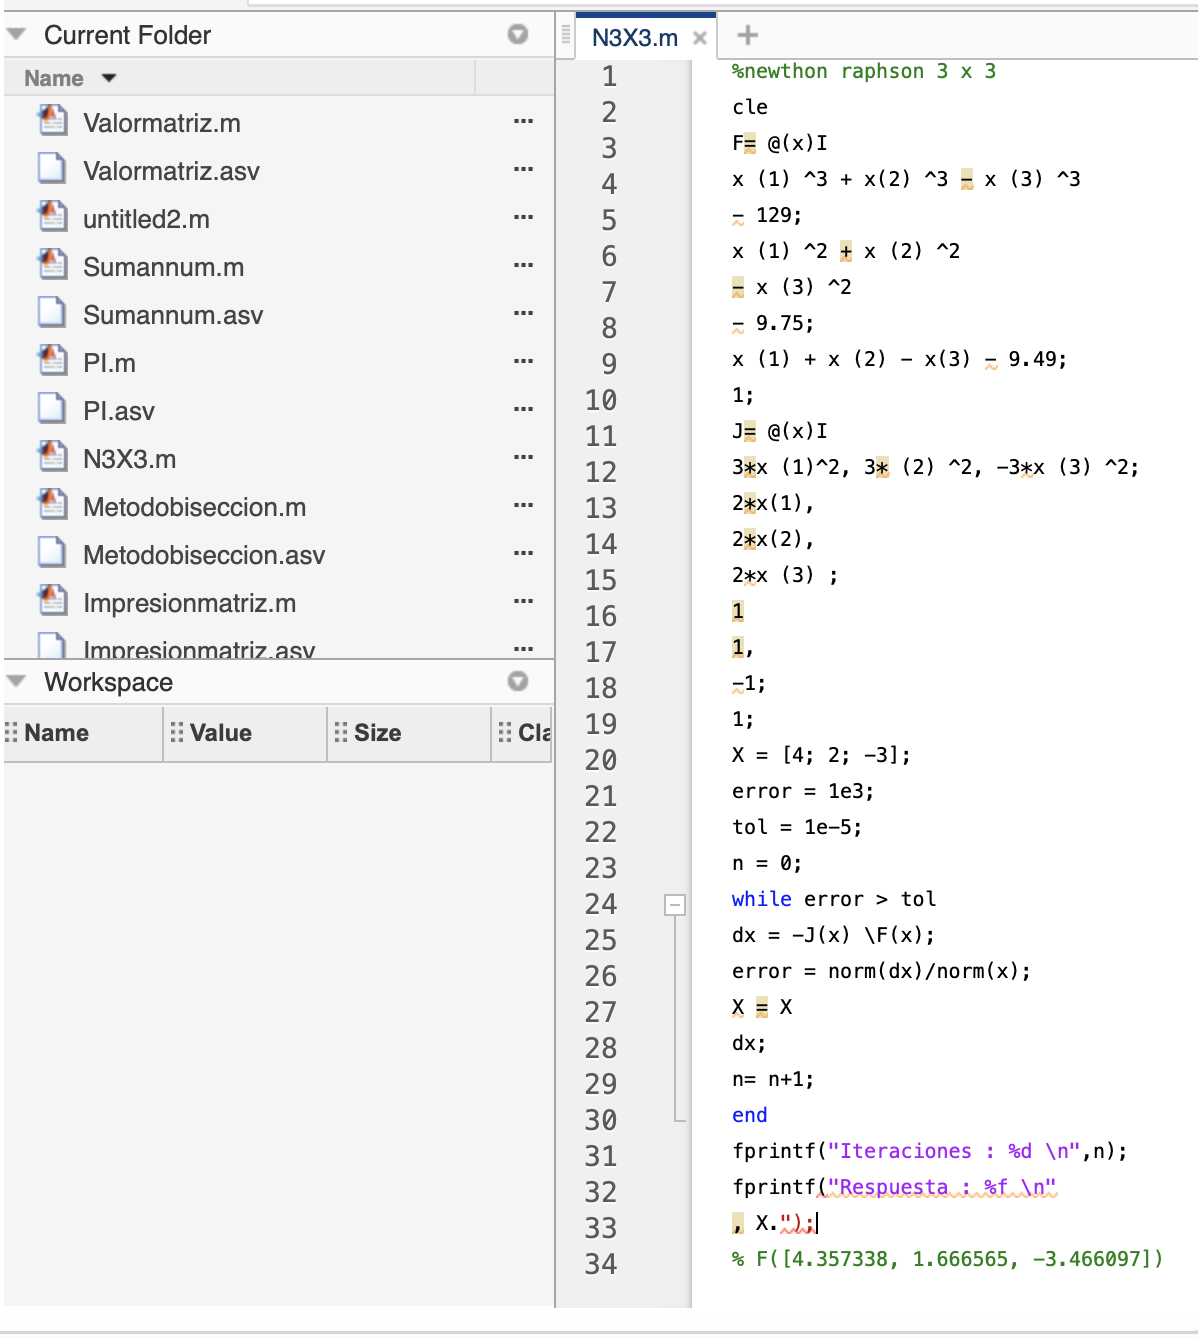 Current Folder
Name
Valormatriz.m
Valormatriz.asv
untitled2.m
Sumannum.m
Sumannum.asv
PI.m
PI.asv
N3X3.m
Metodobiseccion.m
Metodobiseccion.asv
Impresionmatriz.m
Impresionmatriz.asv
Workspace
Name Value Size Cla
N3X3.m × +
1 %newthon raphson 3 x 3
2 cle
3 F= @(x)I
4 x (1) ^3 + x(2) ^3 – x (3) ^3
5 – 129;
6 x (1) ^2 + x (2) ^2
7 – x (3) ^2
8 – 9.75;
9 x (1) + x (2) – x(3) – 9.49;
10 1;
11 J= @(x)I
12 3*x (1)^2, 3* (2) ^2, –3*x (3) ^2;
13 2*x(1),
14 2*x(2),
15 2*x (3) ;
16 1
17 1,
18 –1;
19 1;
20 X = [4; 2; –3];
21 error = 1e3;
22 tol = 1e–5;
23 n = 0;
24 while error > tol
25 dx = –J(x) \F(x);
26 error = norm(dx)/norm(x);
27 X = X
28 dx;
29 n= n+1;
30 end
31 fprintf("Iteraciones : %d \n",n);
32 fprintf("Respuesta : %f \n"
33 , X.");
34 % F([4.357338, 1.666565, –3.466097])